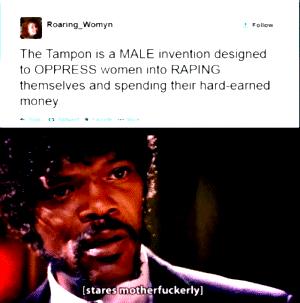 Roaring_Womyn
Follow
The Tampon is a MALE invention designed
to OPPRESS women into RAPING
themselves and spending their hard-earned
money
[stares motherfuckerly]